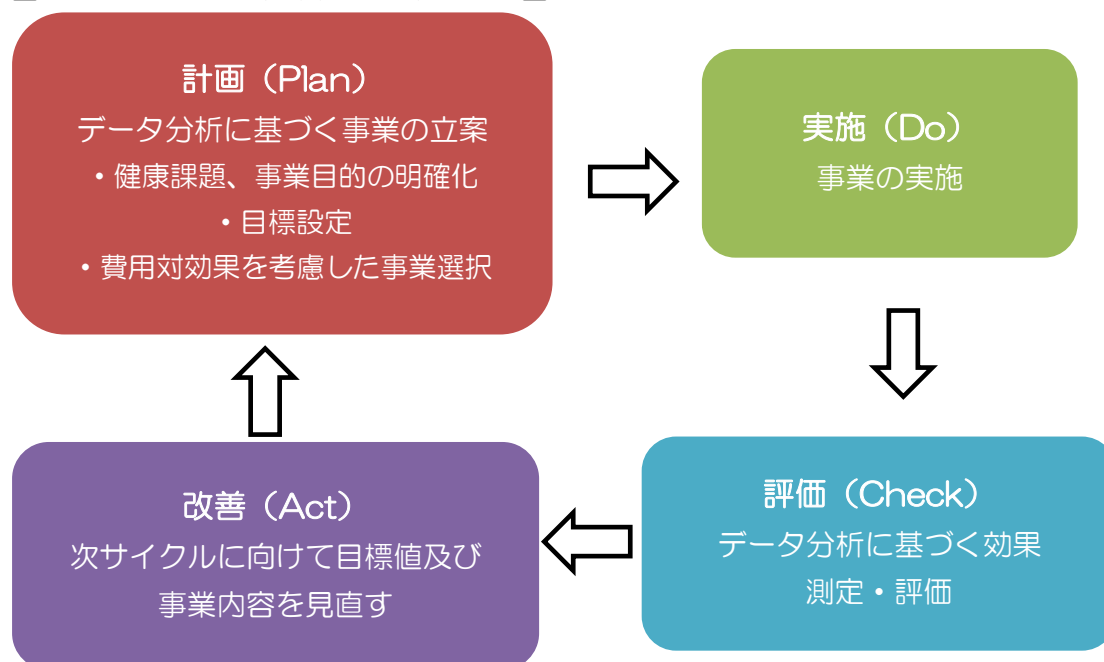 計画（Plan）
データ分析に基づく事業の立案
・健康課題、事業目的の明確化
・目標設定
・費用対効果を考慮した事業選択
実施（Do）
事業の実施
評価（Check）
データ分析に基づく効果
測定・評価
改善（Act）
次サイクルに向けて目標値及び
事業内容を見直す